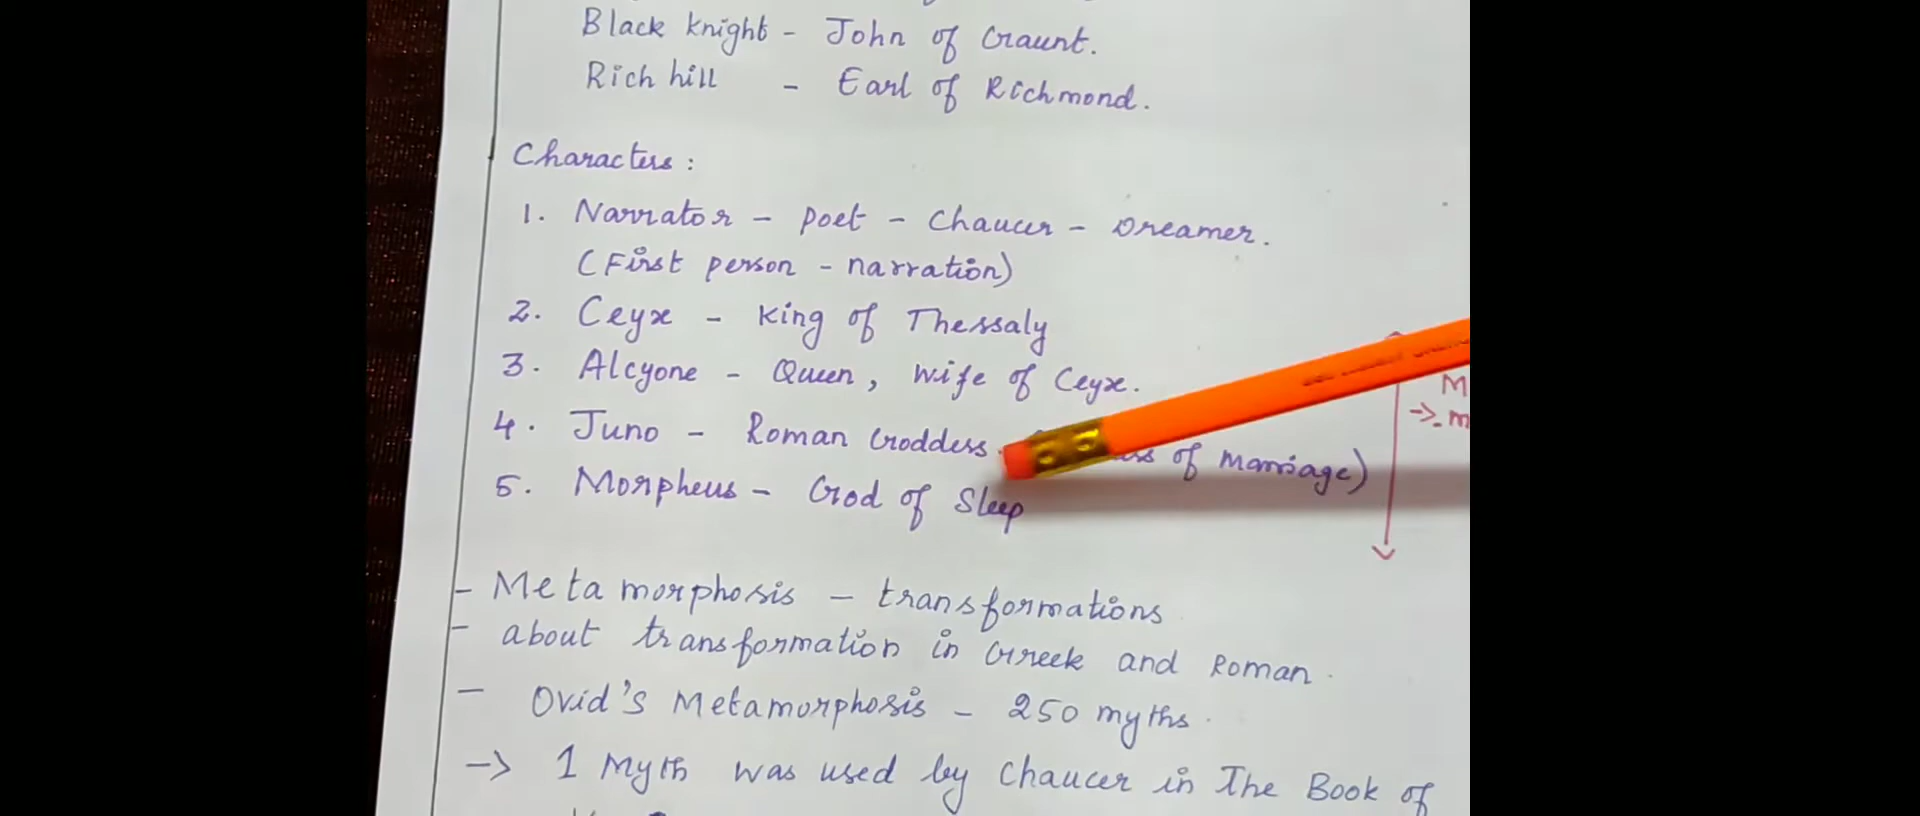 Black knight - John of Graunt.
Rich hill - Earl of Richmond.
Characters :
1. Narrator - poet - Chaucer - Dreamer.
(First person - narration)
2. Ceyx - King of Thessaly
3. Alcyone - Queen, wife of Ceyx.
4. Juno - Roman Goddess. of Marriage)
5. Morpheus - God of Sleep
- Metamorphosis - transformations
- about transformation in Greek and Roman.
- Ovid's Metamorphosis - 250 myths.
-> 1 Myth was used by Chaucer in The Book of